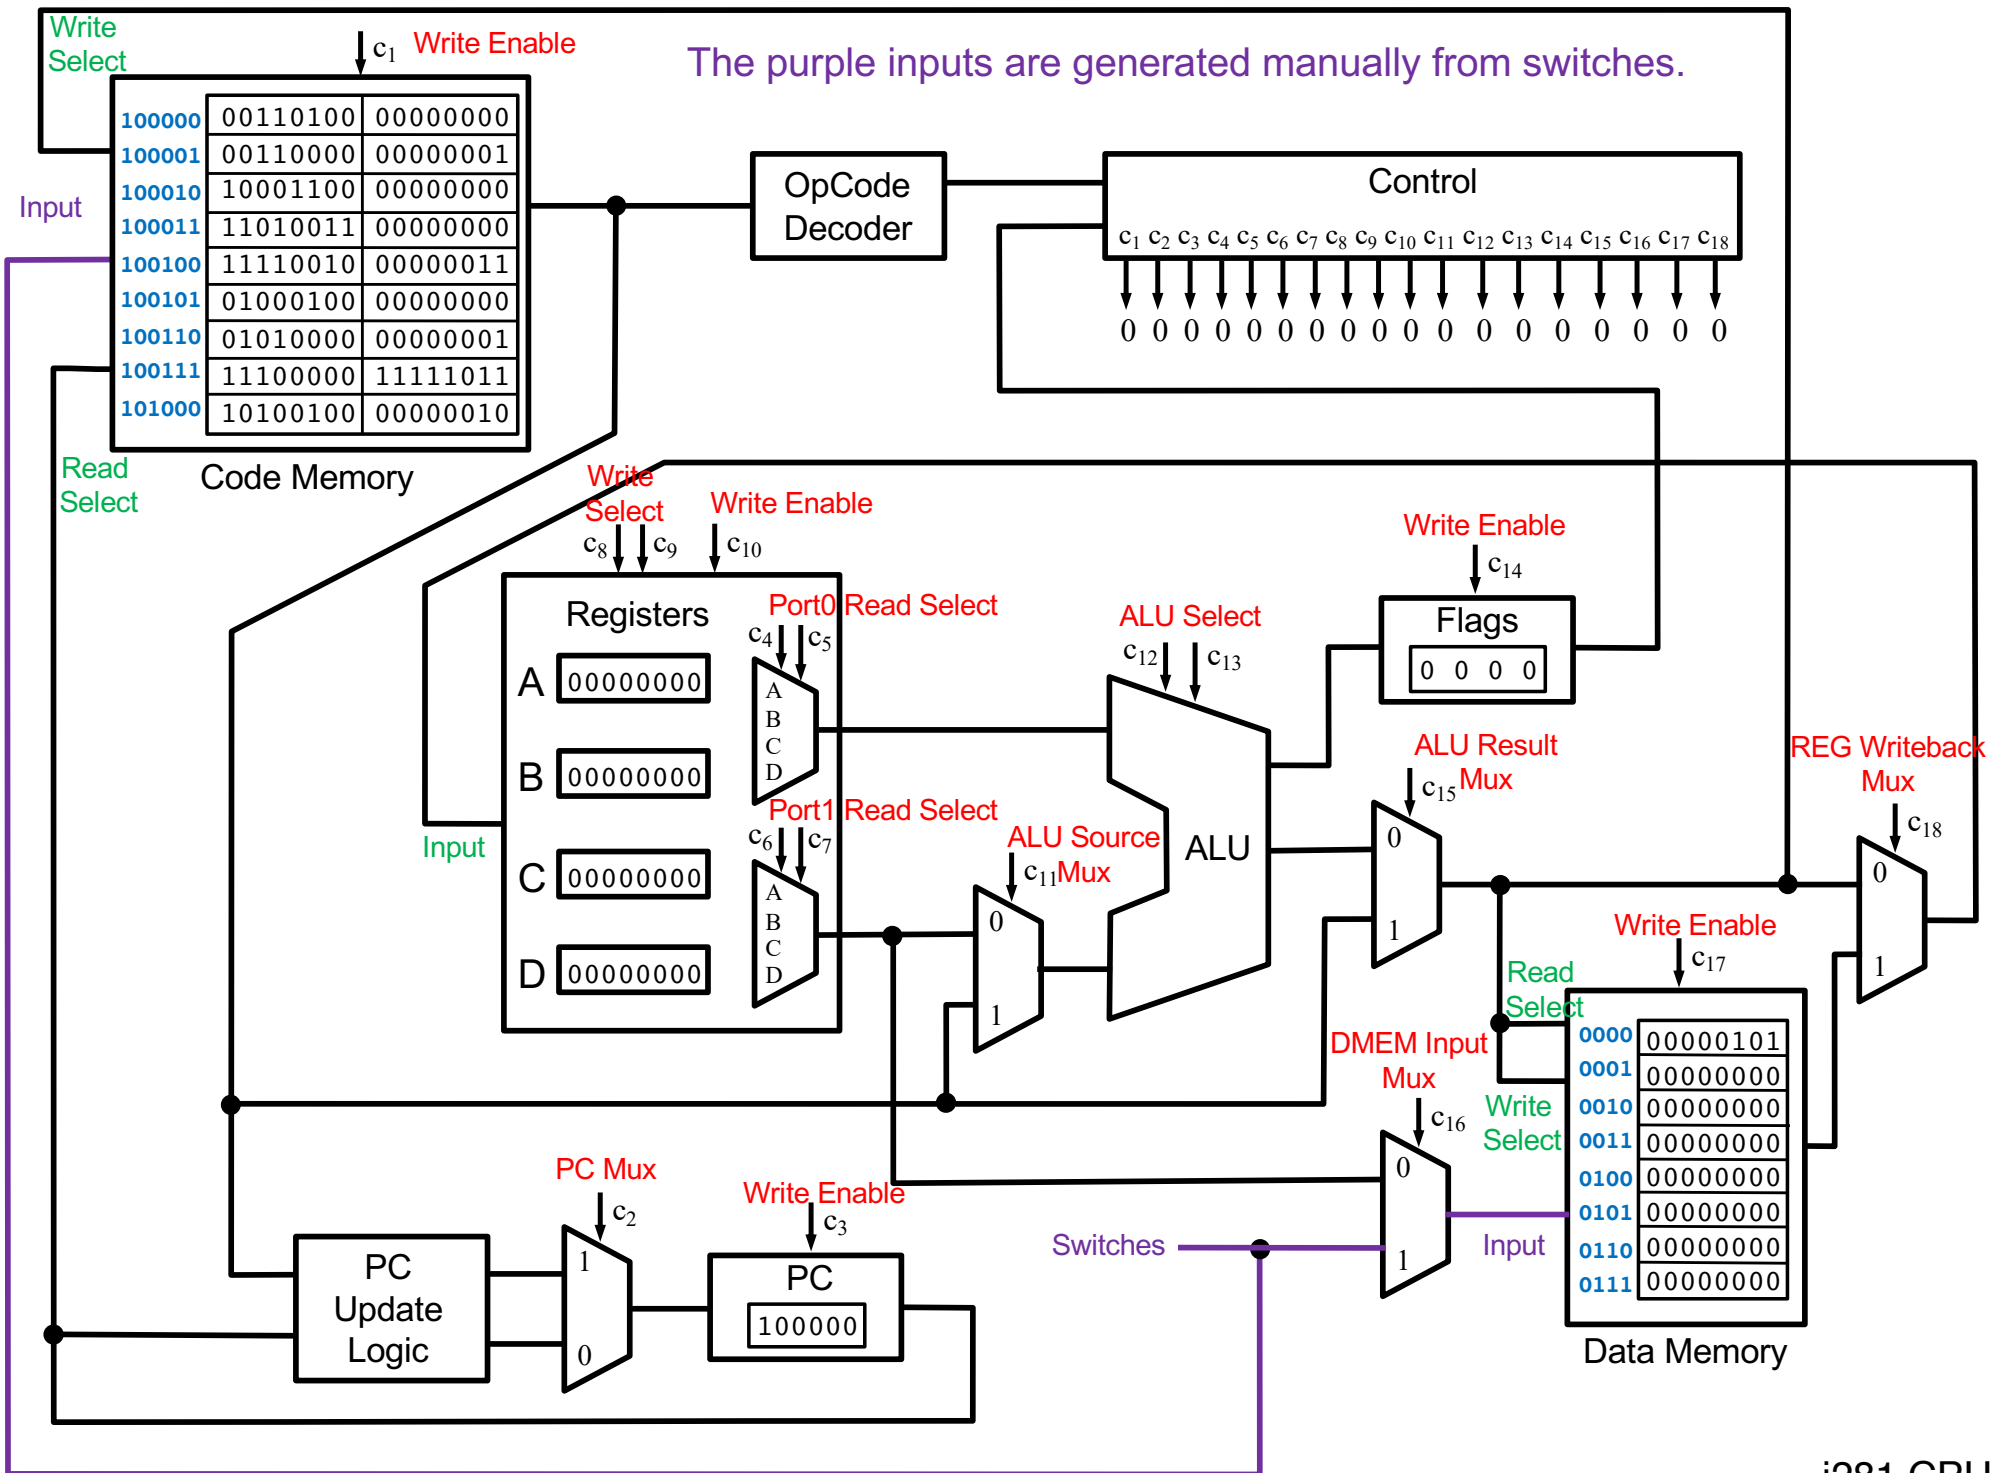 Write
Select
c1 Write Enable
The purple inputs are generated manually from switches.
100000 00110100 00000000
100001 00110000 00000001
100010 10001100 00000000
100011 11010011 00000000
100100 11110010 00000011
100101 01000100 00000000
100110 01010000 00000001
100111 11100000 11111011
101000 10100100 00000010
Input
Read
Select
Code Memory
OpCode
Decoder
Control
c1 c2 c3 c4 c5 c6 c7 c8 c9 c10 c11 c12 c13 c14 c15 c16 c17 c18
0 0 0 0 0 0 0 0 0 0 0 0 0 0 0 0 0 0
Write
Select
c8 c9
Write Enable
c10
Registers
A 00000000
B 00000000
C 00000000
D 00000000
Input
Port0 Read Select
c4 c5
A
B
C
D
Port1 Read Select
c6 c7
A
B
C
D
ALU Source
Mux
c11
0
1
ALU Select
c12 c13
ALU
Write Enable
c14
Flags
0 0 0 0
ALU Result
Mux
c15
0
1
REG Writeback
Mux
c18
0
1
Write Enable
c17
Read
Select
Write
Select
0000 00000101
0001 00000000
0010 00000000
0011 00000000
0100 00000000
0101 00000000
0110 00000000
0111 00000000
Data Memory
DMEM Input
Mux
c16
0
1
Switches
Input
PC Mux
c2
1
0
Write Enable
c3
PC
100000
PC
Update
Logic
i281 CPU